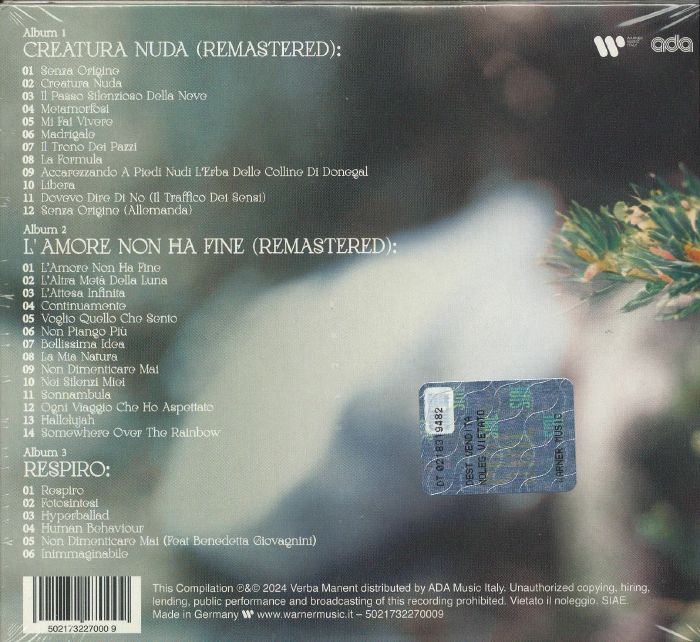 Album 1
CREATURA NUDA (REMASTERED):
01 Senza Origine
02 Creatura Nuda
03 Il Passo Silenzioso Della Neve
04 Metamorfosi
05 Mi Fai Vivere
06 Madrigale
07 Il Trono Dei Pazzi
08 La Formula
09 Accarezzando A Piedi Nudi L'Erba Delle Colline Di Donegal
10 Libera
11 Dovevo Dire Di No (Il Traffico Dei Sensi)
12 Senza Origine (Allemanda)
Album 2
L'AMORE NON HA FINE (REMASTERED):
01 L'Amore Non Ha Fine
02 L'Altra Metà Della Luna
03 L'Attesa Infinita
04 Continuamente
05 Voglio Quello Che Sento
06 Non Piango Più
07 Bellissima Idea
08 La Mia Natura
09 Non Dimenticare Mai
10 Nei Silenzi Miei
11 Sonnambula
12 Ogni Viaggio Che Ho Aspettato
13 Hallelujah
14 Somewhere Over The Rainbow
Album 3
RESPIRO:
01 Respiro
02 Fotosintesi
03 Hyperballad
04 Human Behaviour
05 Non Dimenticare Mai (Feat Benedetta Giovagnini)
06 Inimmaginabile
ada
DT 0218319482
DEST VENDITA
NOLEG VIETATO
WARNER MUSIC
5021732270009
This Compilation ℗&© 2024 Verba Manent distributed by ADA Music Italy. Unauthorized copying, hiring,
lending, public performance and broadcasting of this recording prohibited. Vietato il noleggio. SIAE.
Made in Germany www.warnermusic.it – 5021732270009